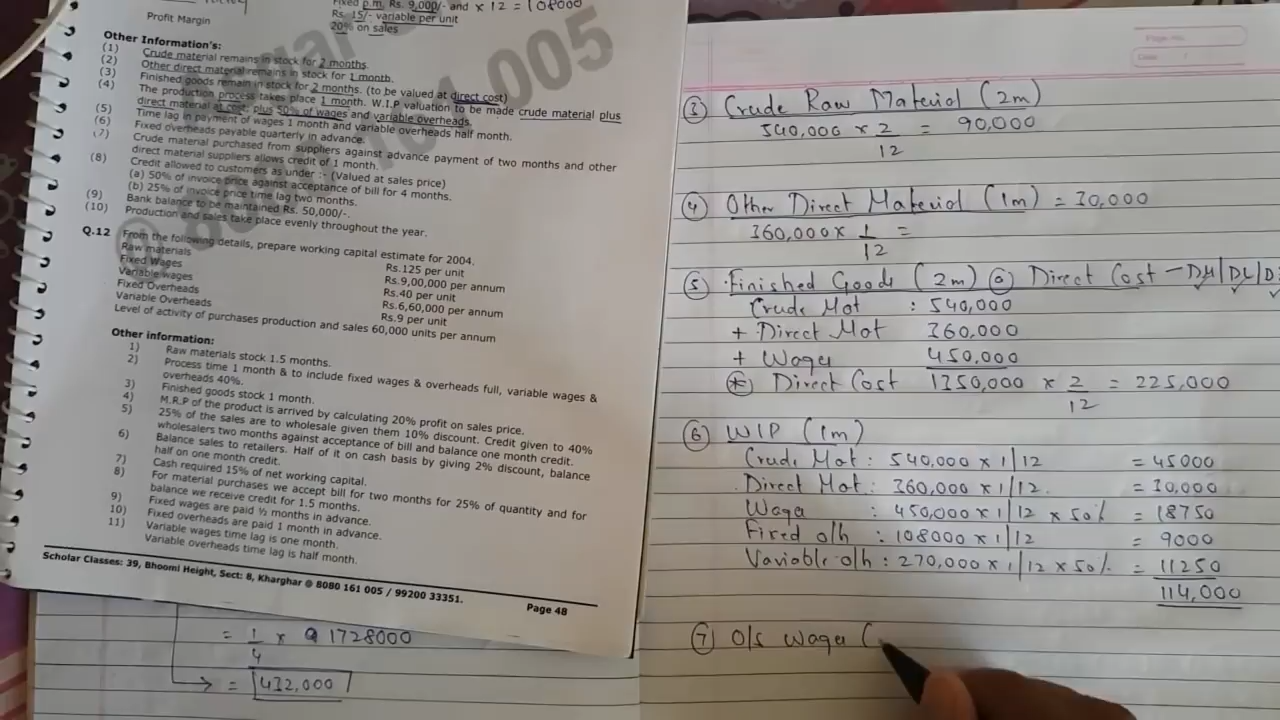 Fixed p.m. Rs. 9,000/- and x 12 = 108000
Rs. 15/- variable per unit
Profit Margin
20% on sales
Other Information's:
(1) Crude material remains in stock for 2 months.
(2) Other direct material remains in stock for 1 month.
(3) Finished goods remain in stock for 2 months. (to be valued at direct cost)
(4) The production process takes place 1 month. W.I.P valuation to be made crude material plus
direct material at cost, plus 50% of wages and variable overheads.
(5) Time lag in payment of wages 1 month and variable overheads half month.
(6) Fixed overheads payable quarterly in advance.
(7) Crude material purchased from suppliers against advance payment of two months and other
direct material suppliers allows credit of 1 month.
(8) Credit allowed to customers as under :- (Valued at sales price)
(a) 50% of invoice price against acceptance of bill for 4 months.
(b) 25% of invoice price time lag two months.
(9) Bank balance to be maintained Rs. 50,000/-.
(10) Production and sales take place evenly throughout the year.
Q.12 From the following details, prepare working capital estimate for 2004.
Raw materials Rs.125 per unit
Fixed Wages Rs.9,00,000 per annum
Variable wages Rs.40 per unit
Fixed Overheads Rs.6,60,000 per annum
Variable Overheads Rs.9 per unit
Level of activity of purchases production and sales 60,000 units per annum
Other information:
1) Raw materials stock 1.5 months.
2) Process time 1 month & to include fixed wages & overheads full, variable wages &
overheads 40%.
3) Finished goods stock 1 month.
4) M.R.P of the product is arrived by calculating 20% profit on sales price.
5) 25% of the sales are to wholesale given them 10% discount. Credit given to 40%
wholesalers two months against acceptance of bill and balance one month credit.
6) Balance sales to retailers. Half of it on cash basis by giving 2% discount, balance
half on one month credit.
7) Cash required 15% of net working capital.
8) For material purchases we accept bill for two months for 25% of quantity and for
balance we receive credit for 1.5 months.
9) Fixed wages are paid ½ months in advance.
10) Fixed overheads are paid 1 month in advance.
11) Variable wages time lag is one month.
Variable overheads time lag is half month.
Scholar Classes: 39, Bhoomi Height, Sect: 8, Kharghar @ 8080 161 005 / 99200 33351.
Page 48
= 1/4 x 1728000
= 432,000
③ Crude Raw Material (2m)
540,000 x 2/12 = 90,000
④ Other Direct Material (1m) = 30,000
360,000 x 1/12 =
⑤ Finished Goods (2m) @ Direct Cost - DM/DL/D
Crude Mat : 540,000
+ Direct Mat 360,000
+ Wages 450,000
Direct Cost 1350,000 x 2/12 = 225,000
⑥ WIP (1m)
Crude Mat : 540,000 x 1/12 = 45000
Direct Mat : 360,000 x 1/12 = 30,000
Wages : 450,000 x 1/12 x 50% = 18750
Fixed o/h : 108000 x 1/12 = 9000
Variable o/h : 270,000 x 1/12 x 50% = 11250
114,000
⑦ O/s Wages (